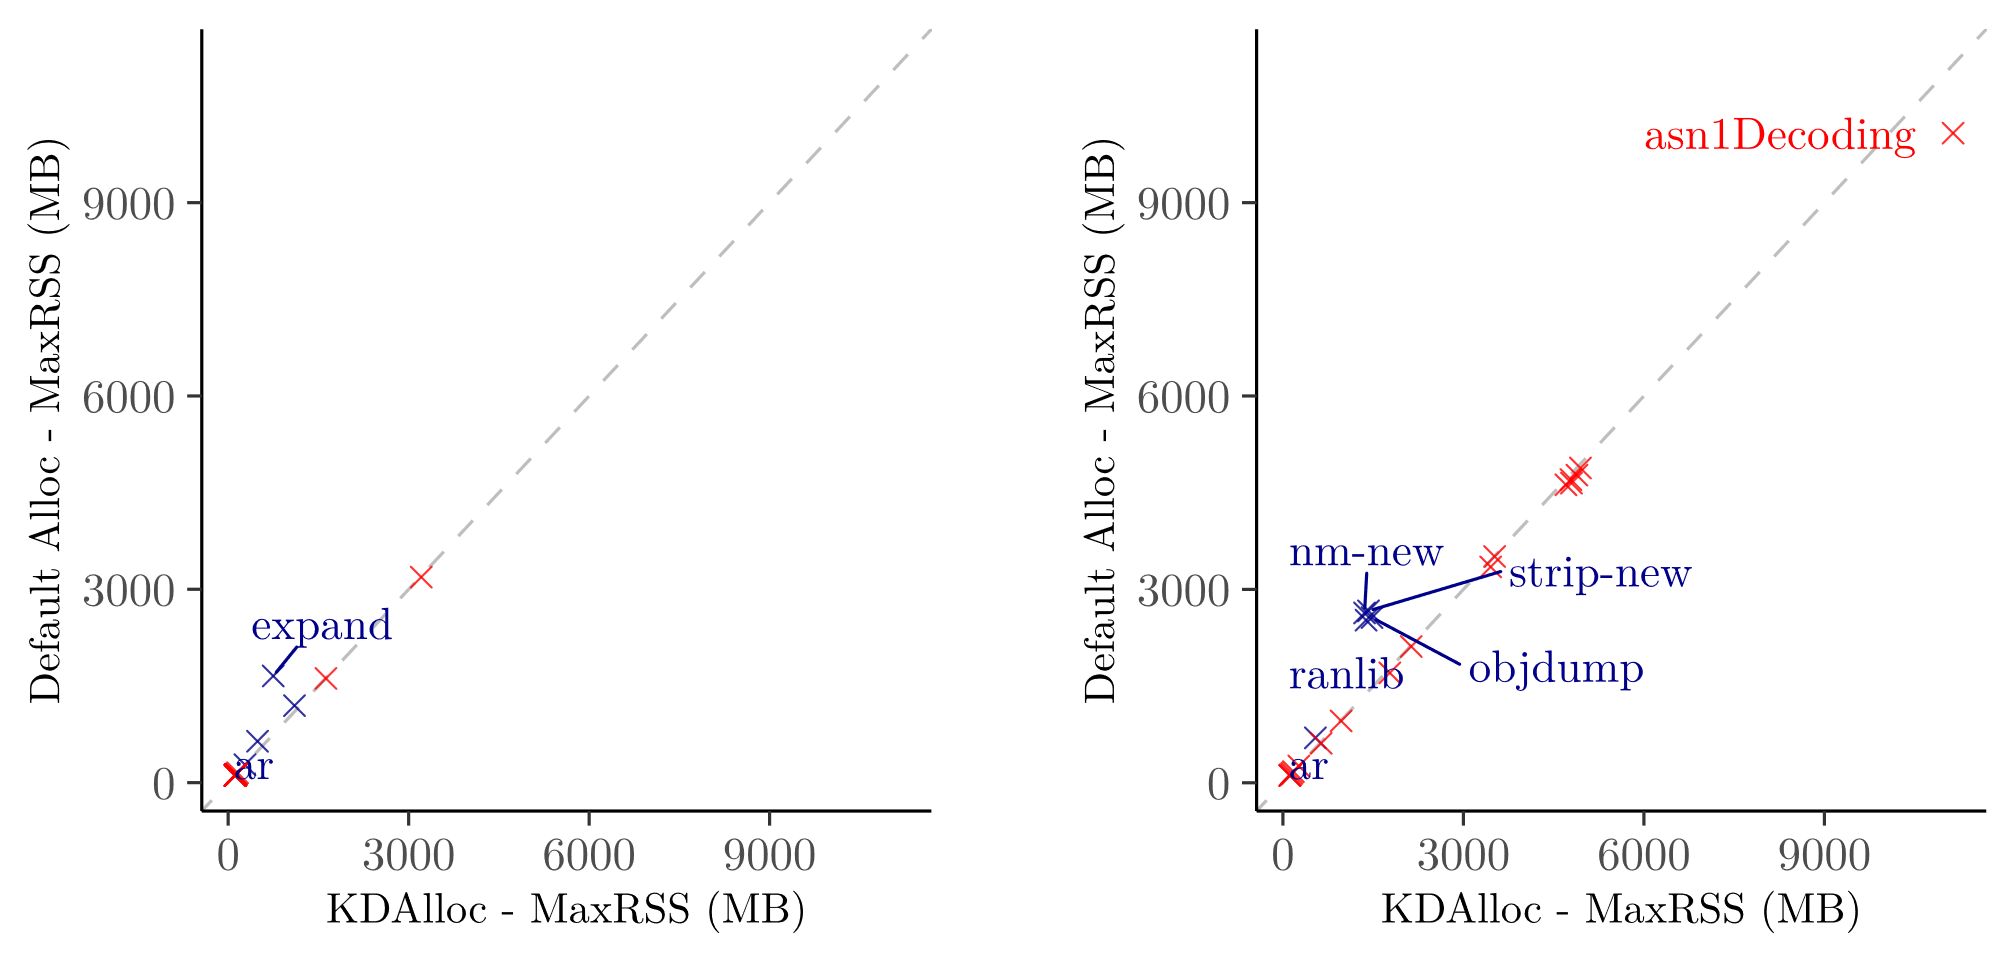 Default Alloc - MaxRSS (MB)
9000
6000
3000
0
expand
ar
0 3000 6000 9000
KDAlloc - MaxRSS (MB)
Default Alloc - MaxRSS (MB)
9000
6000
3000
0
asn1Decoding
nm-new
strip-new
ranlib
objdump
ar
0 3000 6000 9000
KDAlloc - MaxRSS (MB)